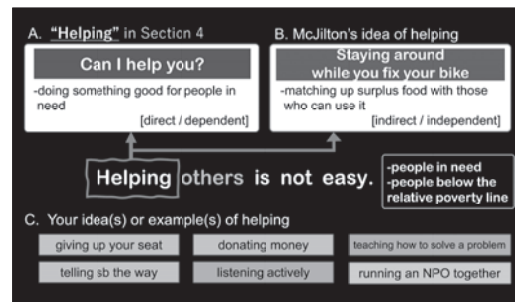 A. "Helping" in Section 4
Can I help you?
-doing something good for people in
need
[direct / dependent]
B. McJilton's idea of helping
Staying around
while you fix your bike
-matching up surplus food with those
who can use it
[indirect / independent]
Helping others is not easy.
-people in need
-people below the
relative poverty line
C. Your idea(s) or example(s) of helping
giving up your seat
donating money
teaching how to solve a problem
telling sb the way
listening actively
running an NPO together